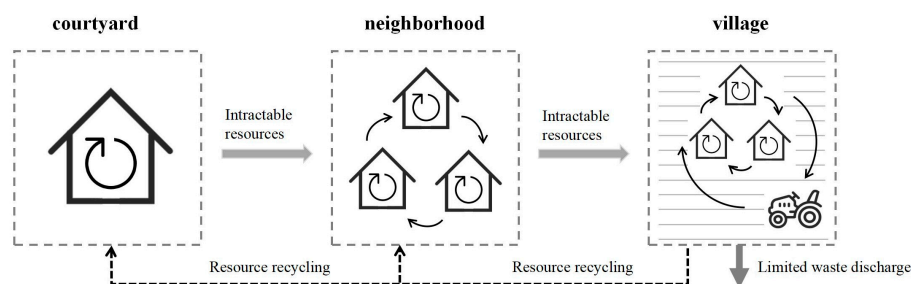 courtyard
neighborhood
village
Intractable
resources
Intractable
resources
Resource recycling
Resource recycling
Limited waste discharge